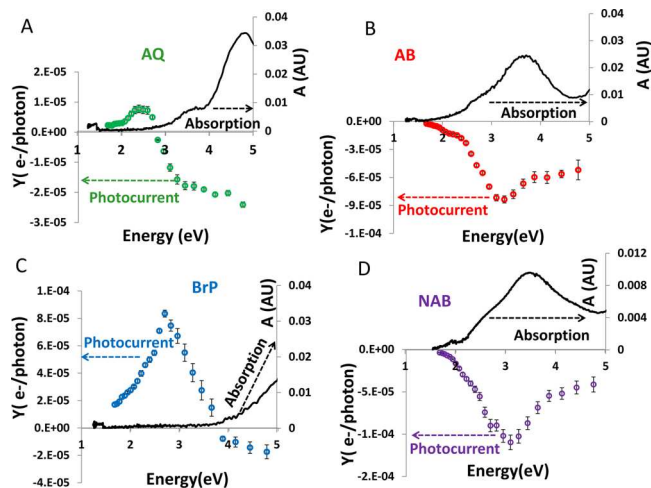 A
AQ
0.04
0.03
0.02
0.01
0
A (AU)
Absorption
2.E-05
1.E-05
0.E+00
-1.E-05
-2.E-05
-3.E-05
Y( e-/photon)
1 2 3 4 5
Photocurrent
Energy (eV)
B
AB
0.04
0.03
0.02
0.01
0
A (AU)
Absorption
0.E+00
-3.E-05
-6.E-05
-9.E-05
-1.E-04
Y(e-/photon)
1 2 3 4 5
Photocurrent
Energy(eV)
C
BrP
0.04
0.03
0.02
0.01
0
A (AU)
Absorption
1.E-04
8.E-05
6.E-05
4.E-05
2.E-05
0.E+00
-2.E-05
-4.E-05
Y( e-/photon)
1 2 3 4 5
Photocurrent
Energy(eV)
D
NAB
0.012
0.008
0.004
0
A (AU)
Absorption
0.E+00
-5.E-05
-1.E-04
-2.E-04
Y( e-/photon)
1 2 3 4 5
Photocurrent
Energy(eV)